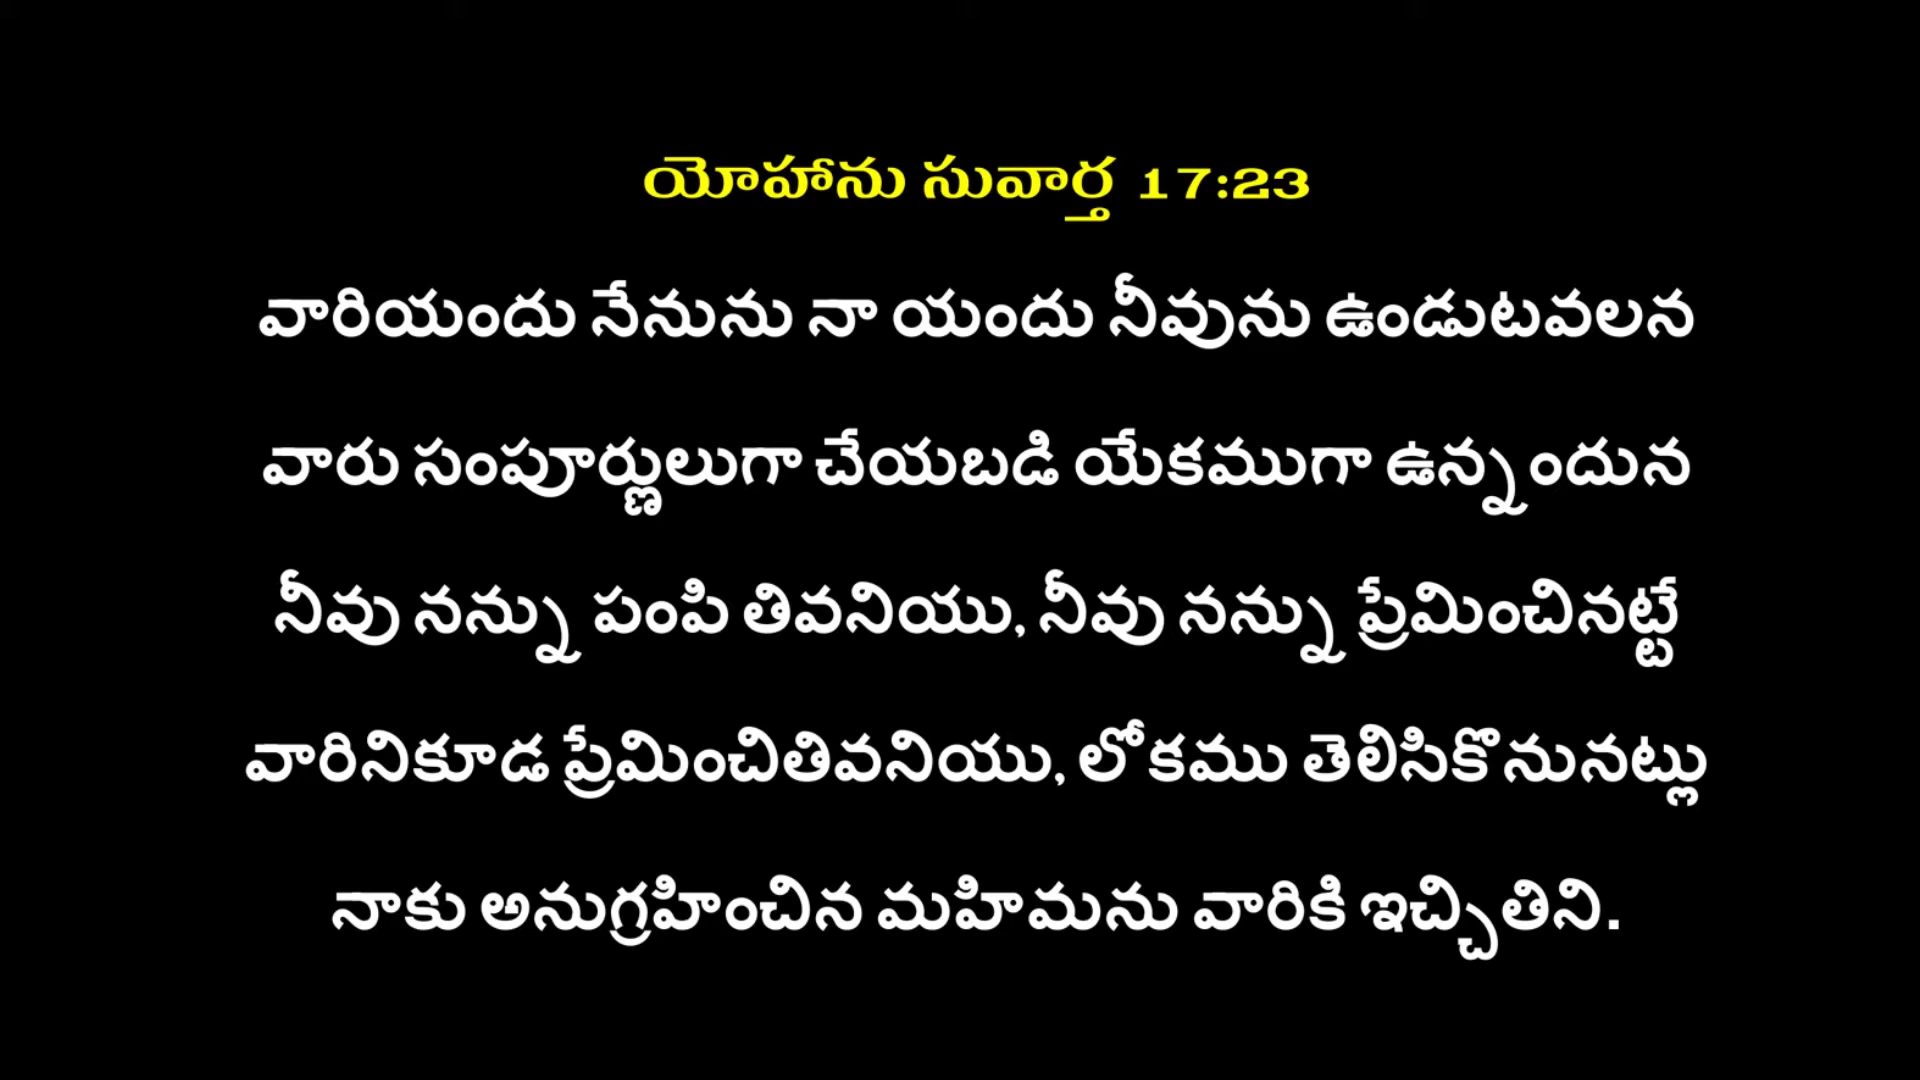 యోహాను సువార్త 17:23
వారియందు నేనును నా యందు నీవును ఉండుటవలన
వారు సంపూర్ణులుగా చేయబడి యేకముగా ఉన్నందున
నీవు నన్ను పంపి తివనియు, నీవు నన్ను ప్రేమించినట్టే
వారినికూడ ప్రేమించితివనియు, లోకము తెలిసికొనునట్లు
నాకు అనుగ్రహించిన మహిమను వారికి ఇచ్చితిని.